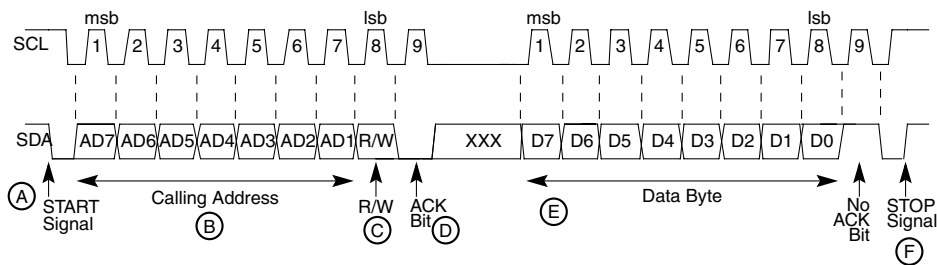 msb lsb msb lsb
SCL 1 2 3 4 5 6 7 8 9 1 2 3 4 5 6 7 8 9
SDA AD7 AD6 AD5 AD4 AD3 AD2 AD1 R/W XXX D7 D6 D5 D4 D3 D2 D1 D0
A START Signal
Calling Address
B
R/W
C
ACK Bit D
E
Data Byte
No ACK Bit
STOP Signal
F